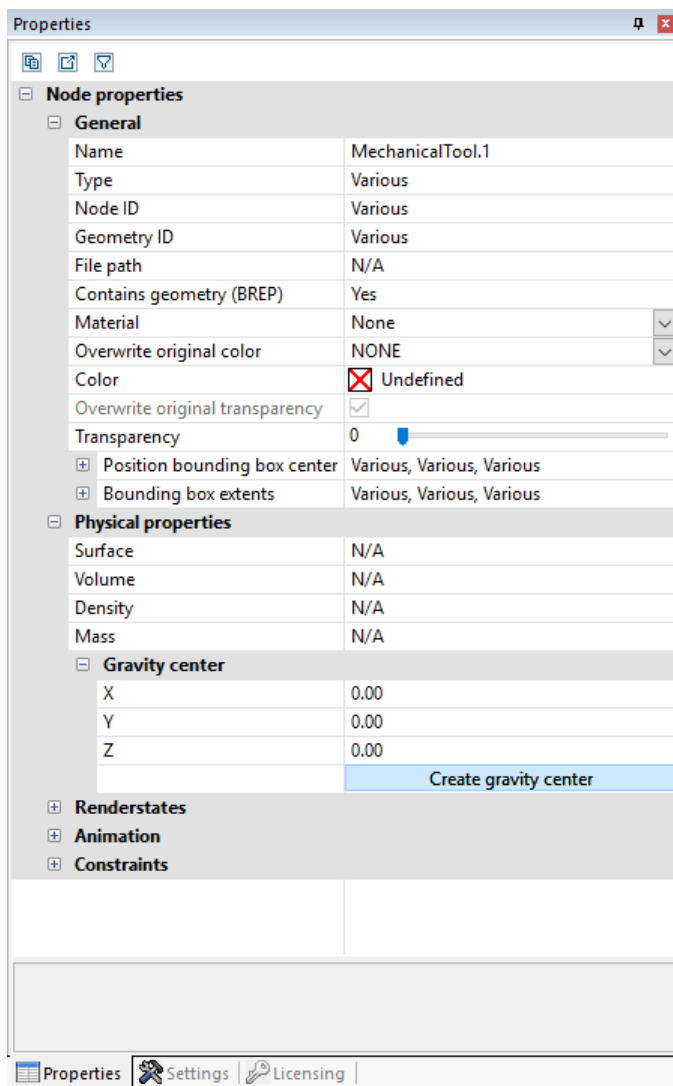 Properties
Node properties
General
Name MechanicalTool.1
Type Various
Node ID Various
Geometry ID Various
File path N/A
Contains geometry (BREP) Yes
Material None
Overwrite original color NONE
Color Undefined
Overwrite original transparency
Transparency 0
Position bounding box center Various, Various, Various
Bounding box extents Various, Various, Various
Physical properties
Surface N/A
Volume N/A
Density N/A
Mass N/A
Gravity center
X 0.00
Y 0.00
Z 0.00
Create gravity center
Renderstates
Animation
Constraints
Properties Settings Licensing